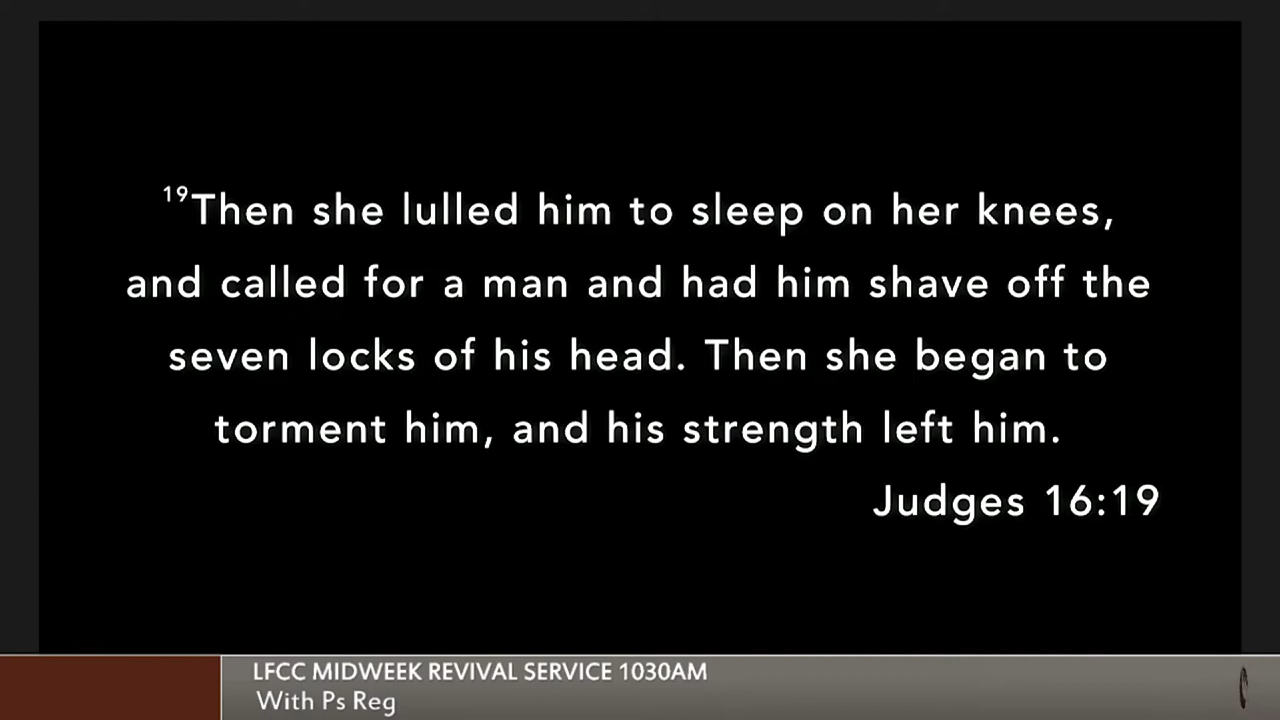 19Then she lulled him to sleep on her knees,
and called for a man and had him shave off the
seven locks of his head. Then she began to
torment him, and his strength left him.
Judges 16:19
LFCC MIDWEEK REVIVAL SERVICE 1030AM
With Ps Reg